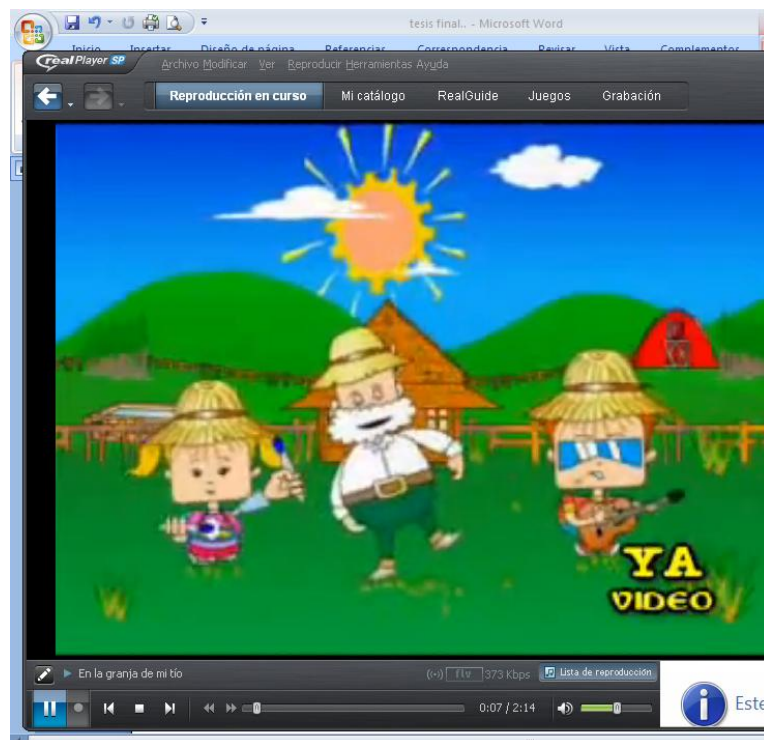 tesis final.. - Microsoft Word
Inicio Insertar Diseño de página Referencias Correspondencia Revisar Vista Complementos
RealPlayer SP
Archivo Modificar Ver Reproducir Herramientas Ayuda
Reproducción en curso Mi catálogo RealGuide Juegos Grabación
YA
VIDEO
En la granja de mi tío
flv 373 Kbps Lista de reproducción
0:07 / 2:14
Este